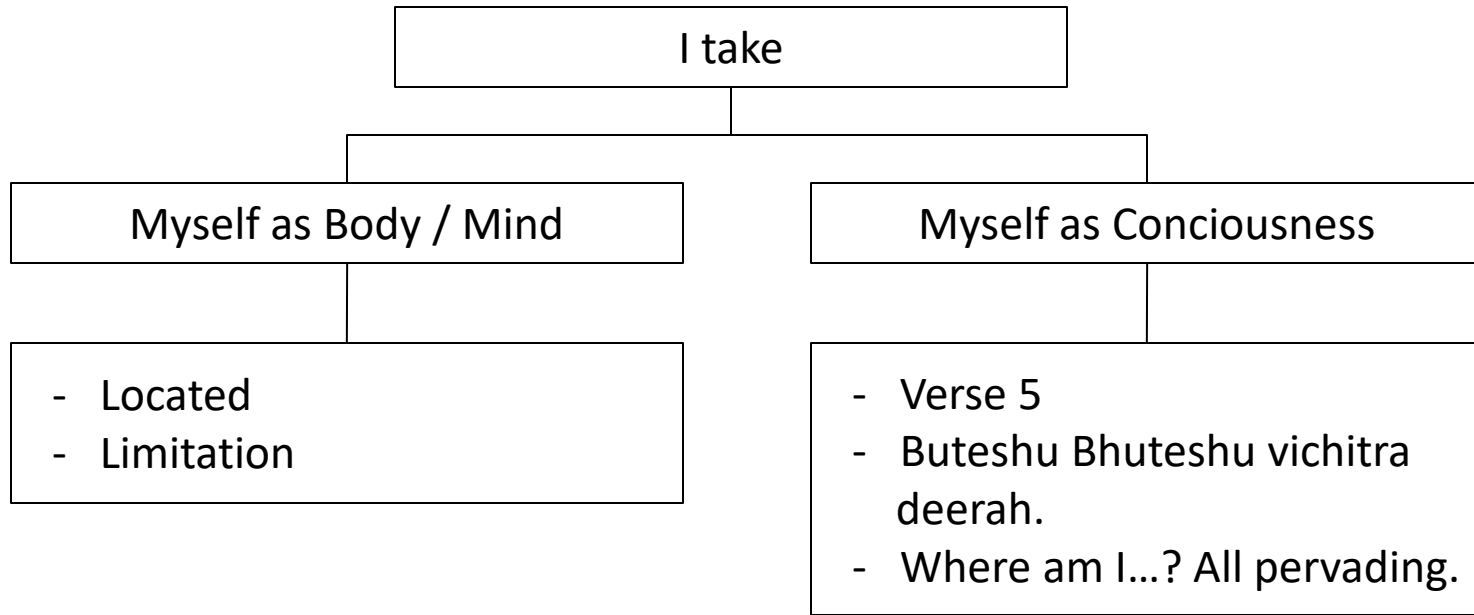 I take
Myself as Body / Mind
Myself as Conciousness
- Located
- Limitation
- Verse 5
- Buteshu Bhuteshu vichitra
deerah.
- Where am I...? All pervading.